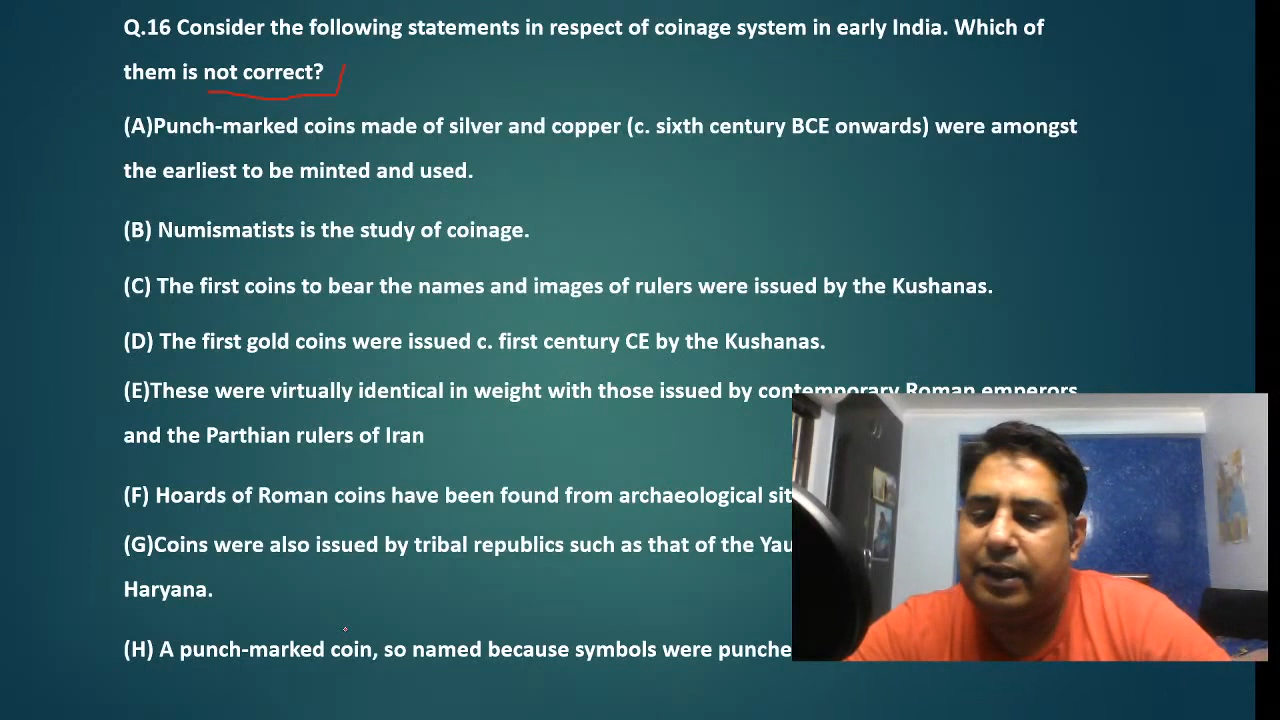 Q.16 Consider the following statements in respect of coinage system in early India. Which of
them is not correct?
(A)Punch-marked coins made of silver and copper (c. sixth century BCE onwards) were amongst
the earliest to be minted and used.
(B) Numismatists is the study of coinage.
(C) The first coins to bear the names and images of rulers were issued by the Kushanas.
(D) The first gold coins were issued c. first century CE by the Kushanas.
(E)These were virtually identical in weight with those issued by contemporary Roman emperors
and the Parthian rulers of Iran
(F) Hoards of Roman coins have been found from archaeological
(G)Coins were also issued by tribal republics such as that of the
Haryana.
(H) A punch-marked coin, so named because symbols were